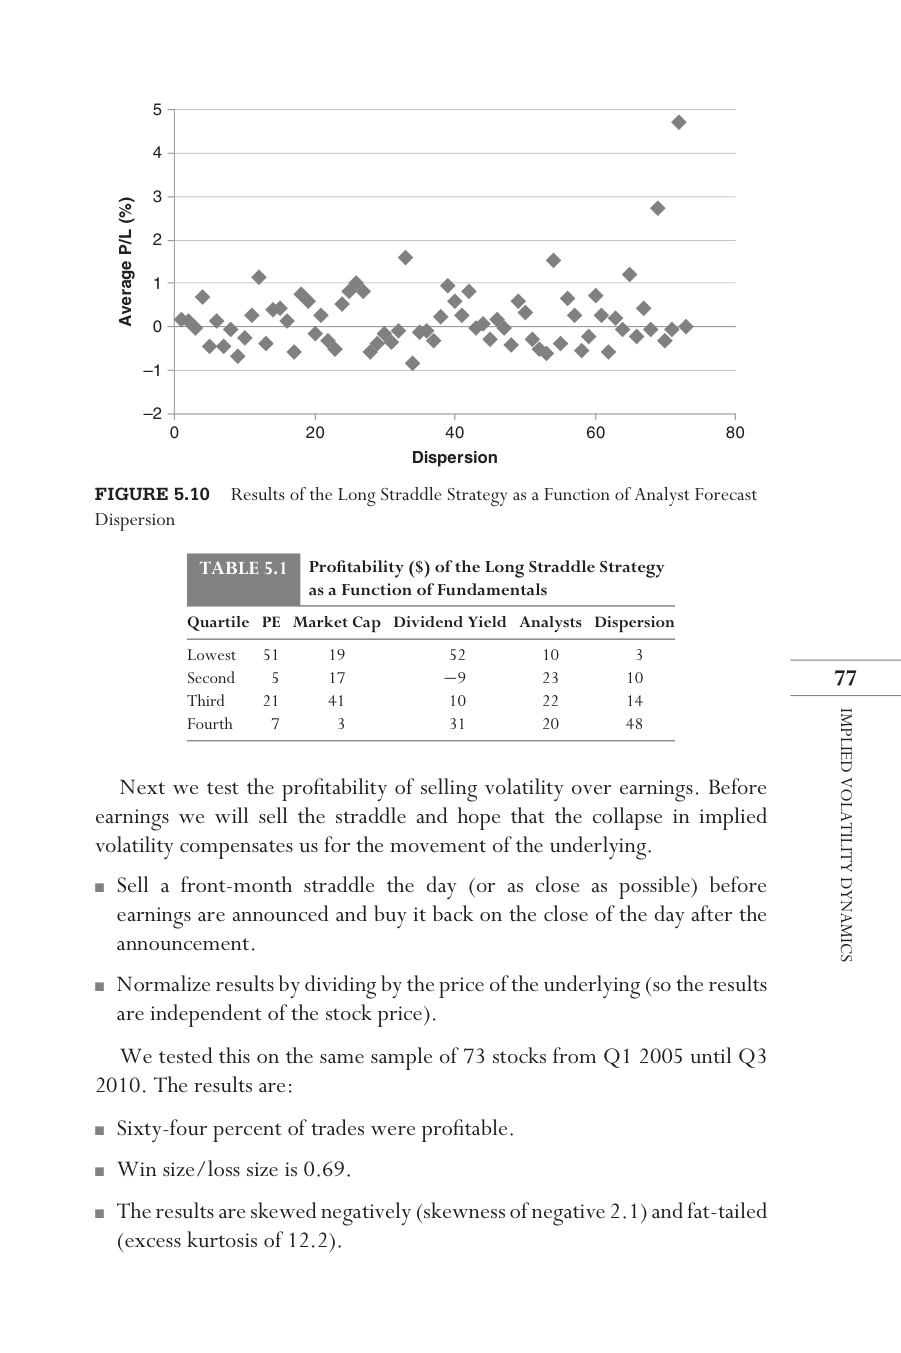 5
4
3
2
1
0
–1
–2
Average P/L (%)
0 20 40 60 80
Dispersion
FIGURE 5.10 Results of the Long Straddle Strategy as a Function of Analyst Forecast
Dispersion
TABLE 5.1 Profitability ($) of the Long Straddle Strategy
as a Function of Fundamentals
Quartile PE Market Cap Dividend Yield Analysts Dispersion
Lowest 51 19 52 10 3
Second 5 17 −9 23 10
Third 21 41 10 22 14
Fourth 7 3 31 20 48
77
IMPLIED VOLATILITY DYNAMICS
Next we test the profitability of selling volatility over earnings. Before
earnings we will sell the straddle and hope that the collapse in implied
volatility compensates us for the movement of the underlying.
■ Sell a front-month straddle the day (or as close as possible) before
earnings are announced and buy it back on the close of the day after the
announcement.
■ Normalize results by dividing by the price of the underlying (so the results
are independent of the stock price).
We tested this on the same sample of 73 stocks from Q1 2005 until Q3
2010. The results are:
■ Sixty-four percent of trades were profitable.
■ Win size/loss size is 0.69.
■ The results are skewed negatively (skewness of negative 2.1) and fat-tailed
(excess kurtosis of 12.2).